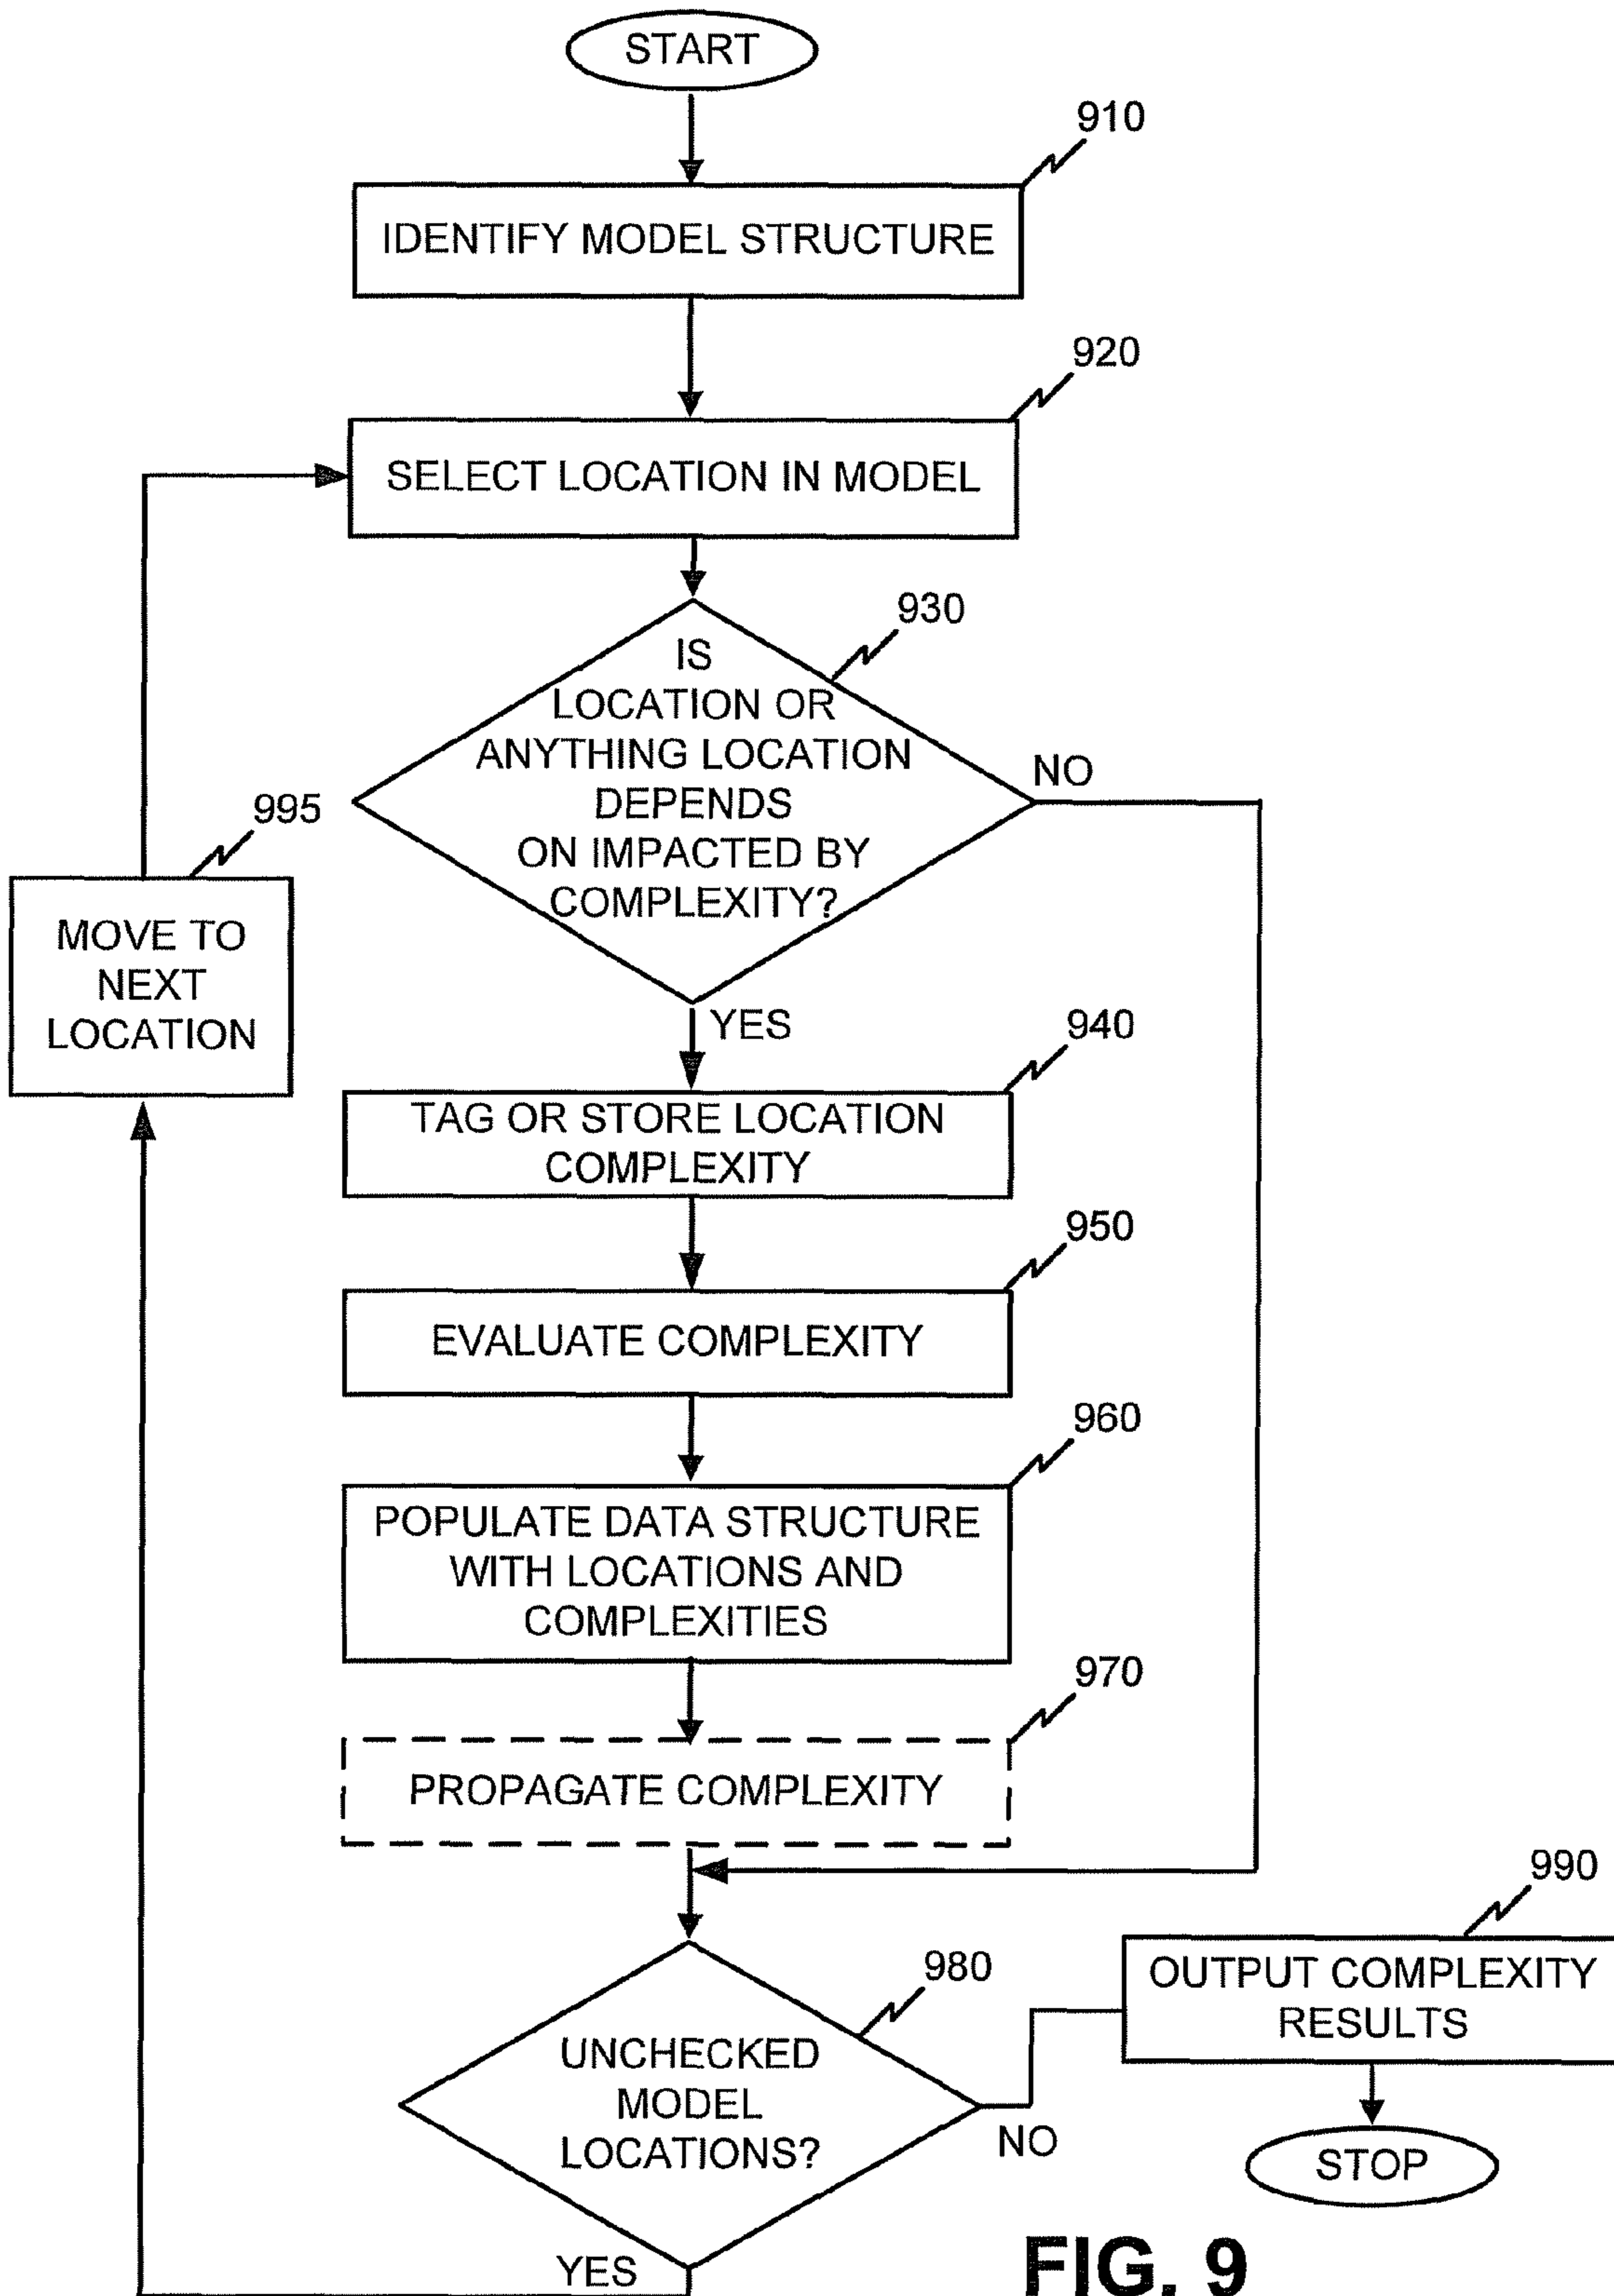 START
910
IDENTIFY MODEL STRUCTURE
920
SELECT LOCATION IN MODEL
930
IS
LOCATION OR
ANYTHING LOCATION
DEPENDS
ON IMPACTED BY
COMPLEXITY?
NO
995
MOVE TO
NEXT
LOCATION
YES
940
TAG OR STORE LOCATION
COMPLEXITY
950
EVALUATE COMPLEXITY
960
POPULATE DATA STRUCTURE
WITH LOCATIONS AND
COMPLEXITIES
970
PROPAGATE COMPLEXITY
980
UNCHECKED
MODEL
LOCATIONS?
NO
990
OUTPUT COMPLEXITY
RESULTS
STOP
YES
FIG. 9